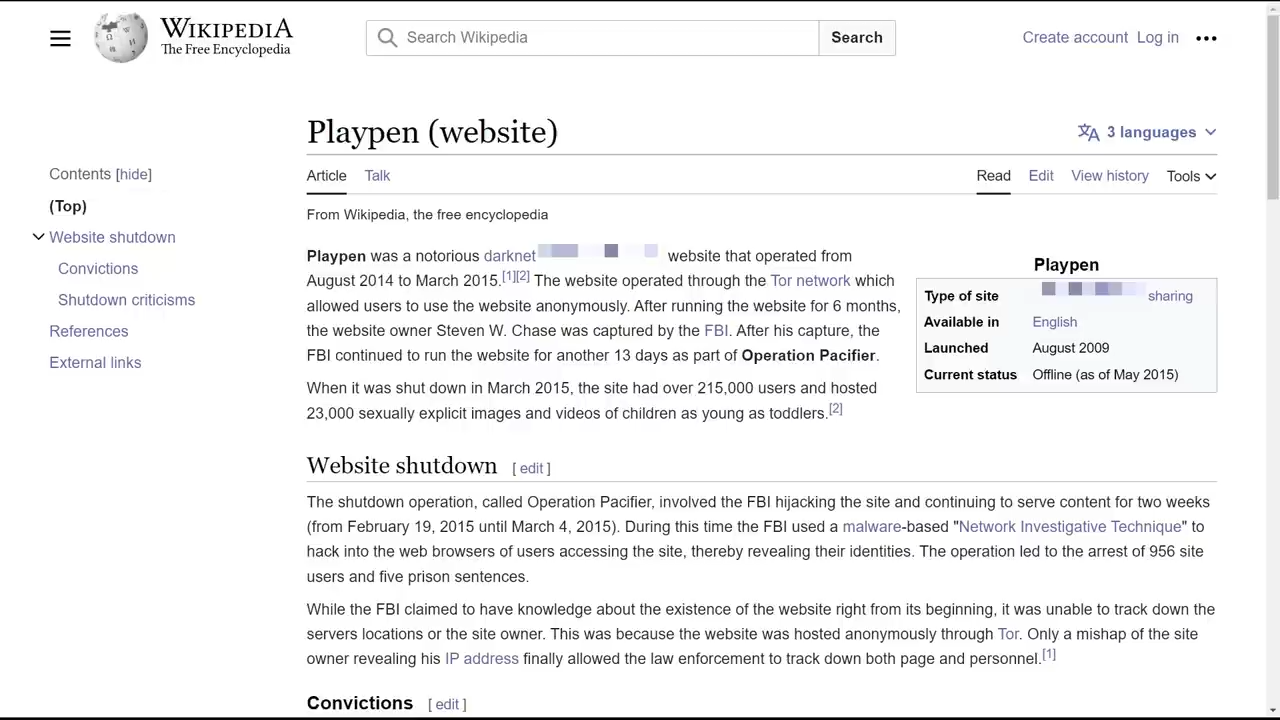 WIKIPEDIA
The Free Encyclopedia
Search Wikipedia
Search
Create account Log in
Playpen (website)
3 languages
Contents [hide]
(Top)
Website shutdown
Convictions
Shutdown criticisms
References
External links
Article Talk
Read Edit View history Tools
From Wikipedia, the free encyclopedia
Playpen was a notorious darknet website that operated from
August 2014 to March 2015.[1][2] The website operated through the Tor network which
allowed users to use the website anonymously. After running the website for 6 months,
the website owner Steven W. Chase was captured by the FBI. After his capture, the
FBI continued to run the website for another 13 days as part of Operation Pacifier.
When it was shut down in March 2015, the site had over 215,000 users and hosted
23,000 sexually explicit images and videos of children as young as toddlers.[2]
Playpen
Type of site sharing
Available in English
Launched August 2009
Current status Offline (as of May 2015)
Website shutdown [ edit ]
The shutdown operation, called Operation Pacifier, involved the FBI hijacking the site and continuing to serve content for two weeks
(from February 19, 2015 until March 4, 2015). During this time the FBI used a malware-based "Network Investigative Technique" to
hack into the web browsers of users accessing the site, thereby revealing their identities. The operation led to the arrest of 956 site
users and five prison sentences.
While the FBI claimed to have knowledge about the existence of the website right from its beginning, it was unable to track down the
servers locations or the site owner. This was because the website was hosted anonymously through Tor. Only a mishap of the site
owner revealing his IP address finally allowed the law enforcement to track down both page and personnel.[1]
Convictions [ edit ]